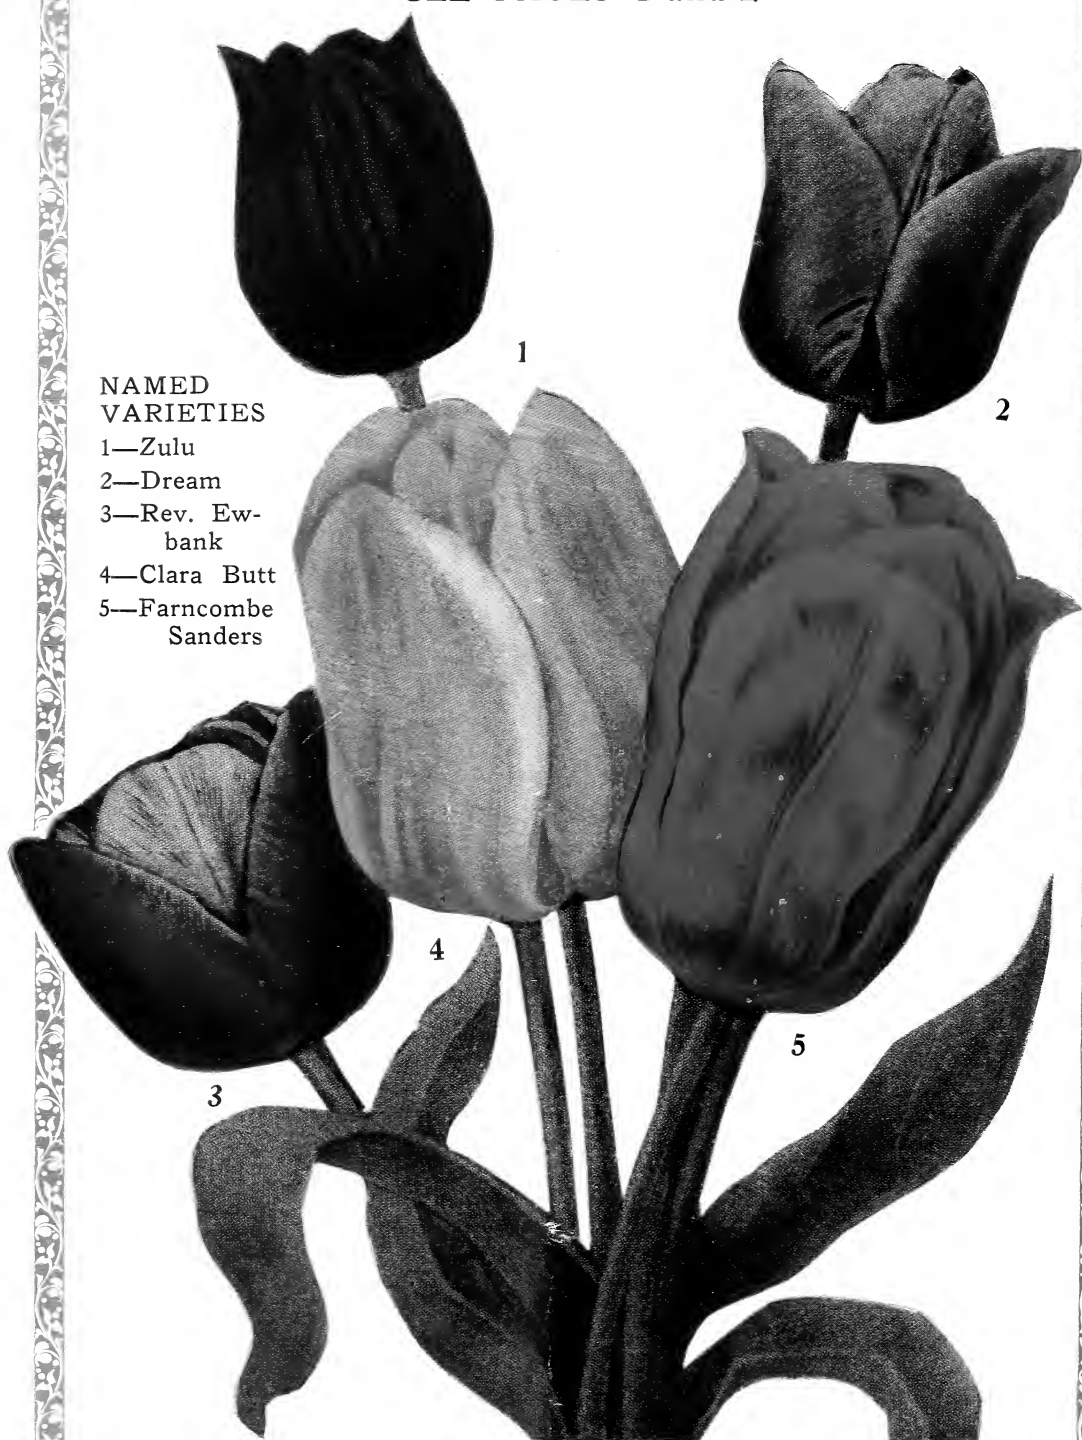 NAMED
VARIETIES
1—Zulu
2—Dream
3—Rev. Ew-
bank
4—Clara Butt
5—Farncombe
Sanders
1
2
4
5
3